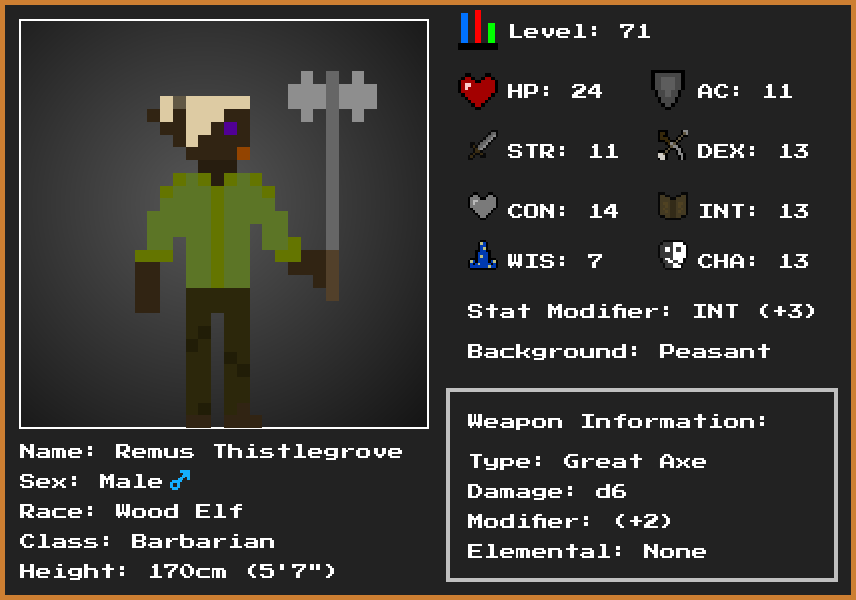 Level: 71
HP: 24 AC: 11
STR: 11 DEX: 13
CON: 14 INT: 13
WIS: 7 CHA: 13
Stat Modifier: INT (+3)
Background: Peasant
Weapon Information:
Type: Great Axe
Damage: d6
Modifier: (+2)
Elemental: None
Name: Remus Thistlegrove
Sex: Male ♂
Race: Wood Elf
Class: Barbarian
Height: 170cm (5'7")